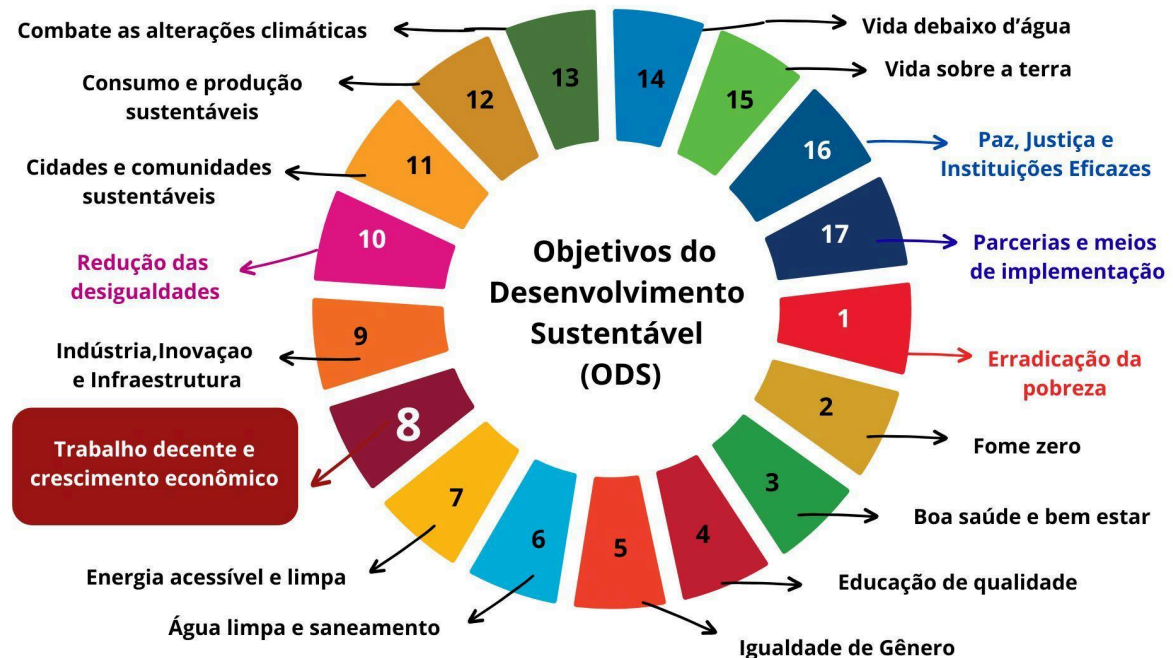 Combate as alterações climáticas
13
14
Vida debaixo d’água
Consumo e produção
sustentáveis
12
15
Vida sobre a terra
Cidades e comunidades
sustentáveis
11
16
Paz, Justiça e
Instituições Eficazes
Redução das
desigualdades
10
17
Parcerias e meios
de implementação
Objetivos do
Desenvolvimento
Sustentável
(ODS)
Indústria,Inovaçao
e Infraestrutura
9
1
Erradicação da
pobreza
Trabalho decente e
crescimento econômico
8
2
Fome zero
7
Energia acessível e limpa
3
Boa saúde e bem estar
6
Água limpa e saneamento
4
Educação de qualidade
5
Igualdade de Gênero